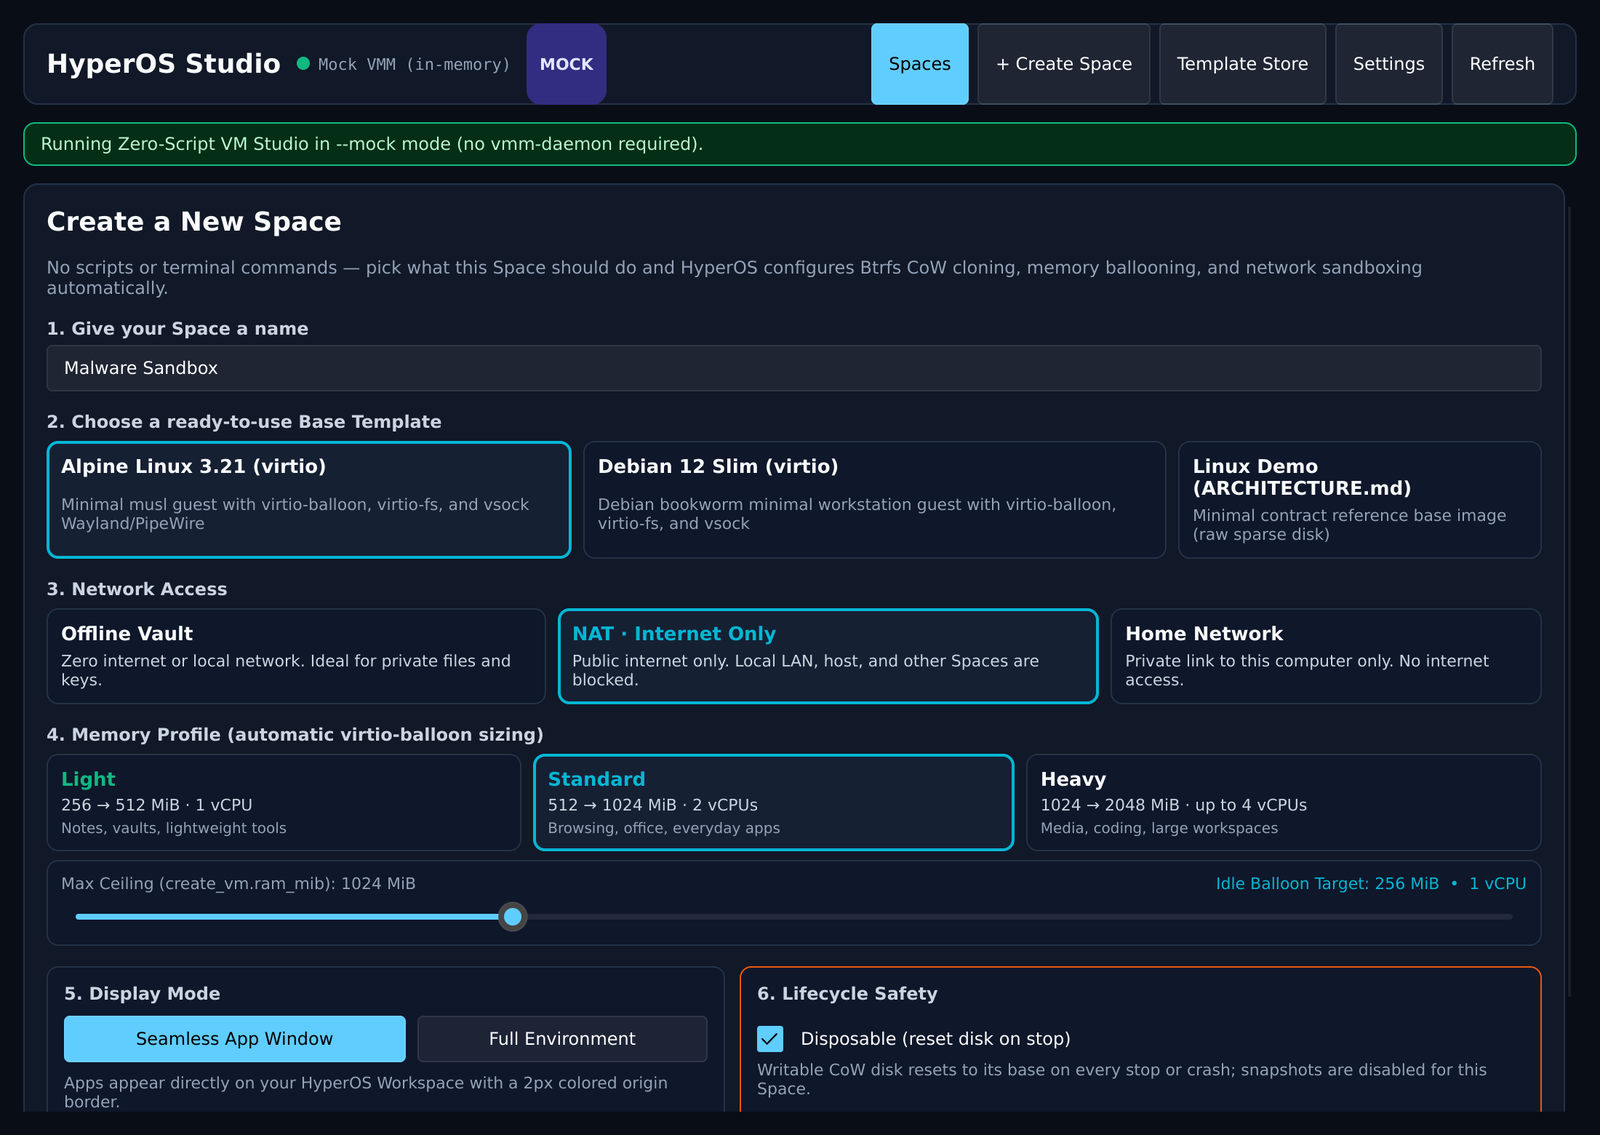 HyperOS Studio
Mock VMM (in-memory)
MOCK
Spaces
+ Create Space
Template Store
Settings
Refresh
Running Zero-Script VM Studio in --mock mode (no vmm-daemon required).
Create a New Space
No scripts or terminal commands — pick what this Space should do and HyperOS configures Btrfs CoW cloning, memory ballooning, and network sandboxing
automatically.
1. Give your Space a name
Malware Sandbox
2. Choose a ready-to-use Base Template
Alpine Linux 3.21 (virtio)
Minimal musl guest with virtio-balloon, virtio-fs, and vsock
Wayland/PipeWire
Debian 12 Slim (virtio)
Debian bookworm minimal workstation guest with virtio-balloon,
virtio-fs, and vsock
Linux Demo
(ARCHITECTURE.md)
Minimal contract reference base image
(raw sparse disk)
3. Network Access
Offline Vault
Zero internet or local network. Ideal for private files and
keys.
NAT · Internet Only
Public internet only. Local LAN, host, and other Spaces are
blocked.
Home Network
Private link to this computer only. No internet
access.
4. Memory Profile (automatic virtio-balloon sizing)
Light
256 → 512 MiB · 1 vCPU
Notes, vaults, lightweight tools
Standard
512 → 1024 MiB · 2 vCPUs
Browsing, office, everyday apps
Heavy
1024 → 2048 MiB · up to 4 vCPUs
Media, coding, large workspaces
Max Ceiling (create_vm.ram_mib): 1024 MiB
Idle Balloon Target: 256 MiB • 1 vCPU
5. Display Mode
Seamless App Window
Full Environment
Apps appear directly on your HyperOS Workspace with a 2px colored origin
border.
6. Lifecycle Safety
Disposable (reset disk on stop)
Writable CoW disk resets to its base on every stop or crash; snapshots are disabled for this
Space.